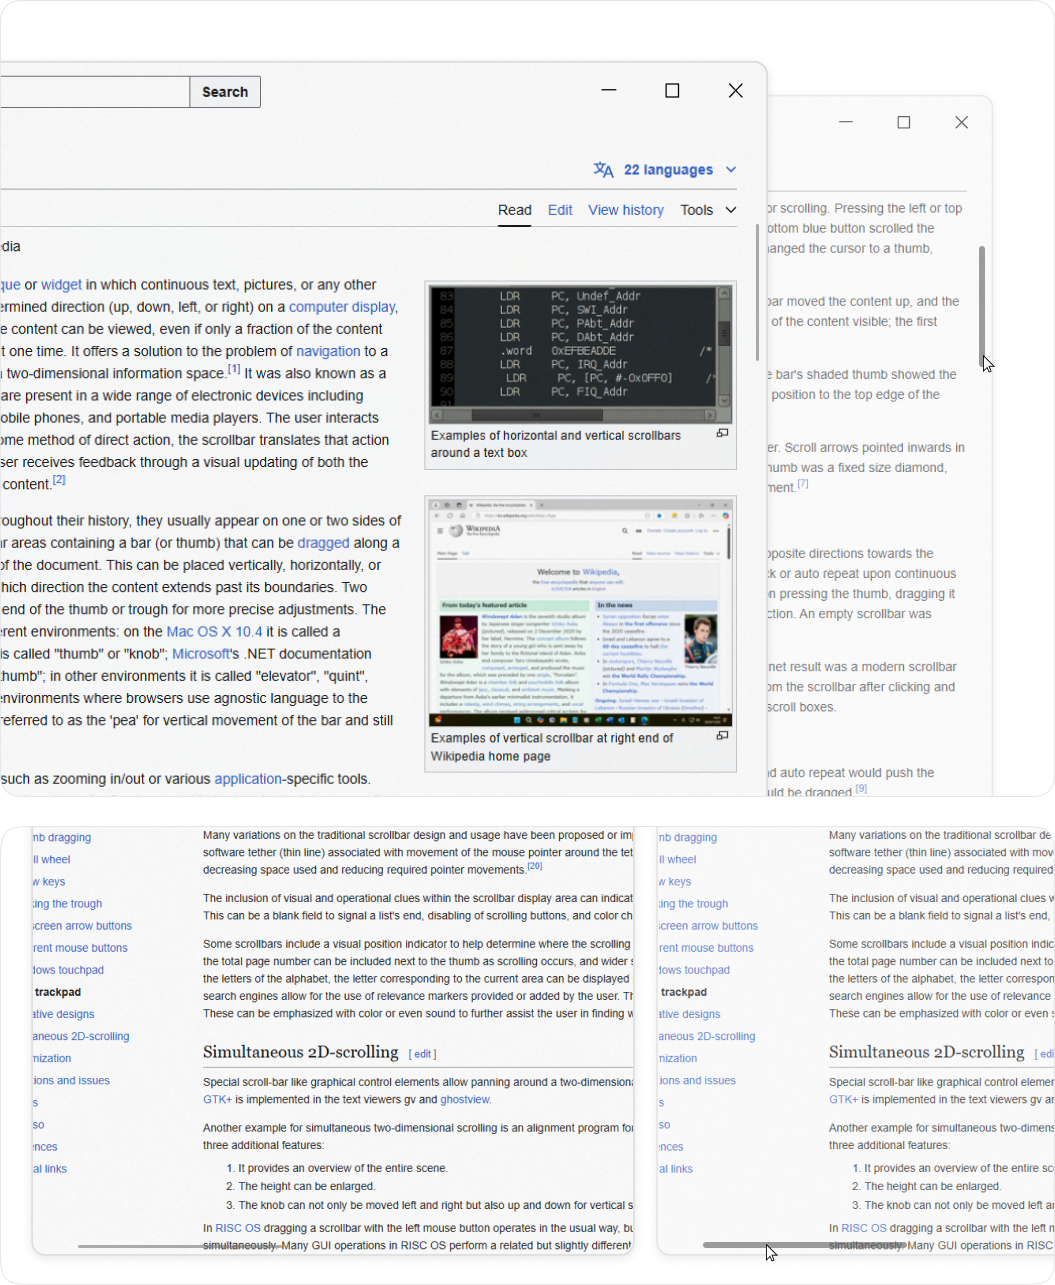 Search
22 languages
Read Edit View history Tools
dia
que or widget in which continuous text, pictures, or any other
ermined direction (up, down, left, or right) on a computer display,
e content can be viewed, even if only a fraction of the content
t one time. It offers a solution to the problem of navigation to a
two-dimensional information space.[1] It was also known as a
are present in a wide range of electronic devices including
obile phones, and portable media players. The user interacts
ome method of direct action, the scrollbar translates that action
ser receives feedback through a visual updating of both the
content.[2]
roughout their history, they usually appear on one or two sides of
r areas containing a bar (or thumb) that can be dragged along a
of the document. This can be placed vertically, horizontally, or
hich direction the content extends past its boundaries. Two
end of the thumb or trough for more precise adjustments. The
erent environments: on the Mac OS X 10.4 it is called a
is called "thumb" or "knob"; Microsoft's .NET documentation
humb"; in other environments it is called "elevator", "quint",
environments where browsers use agnostic language to the
referred to as the 'pea' for vertical movement of the bar and still
such as zooming in/out or various application-specific tools.
83 LDR PC, Undef_Addr
84 LDR PC, SWI_Addr
85 LDR PC, PAbt_Addr
86 LDR PC, DAbt_Addr
87 .word 0xEFBEADDE /*
88 LDR PC, IRQ_Addr
89 LDR PC, [PC, #-0x0FF0] /*
90 LDR PC, FIQ_Addr
Examples of horizontal and vertical scrollbars
around a text box
WIKIPEDIA
Welcome to Wikipedia,
From today's featured article
In the news
Examples of vertical scrollbar at right end of
Wikipedia home page
or scrolling. Pressing the left or top
ottom blue button scrolled the
anged the cursor to a thumb,
bar moved the content up, and the
of the content visible; the first
e bar's shaded thumb showed the
position to the top edge of the
er. Scroll arrows pointed inwards in
humb was a fixed size diamond,
ment.[7]
pposite directions towards the
ck or auto repeat upon continuous
n pressing the thumb, dragging it
ction. An empty scrollbar was
net result was a modern scrollbar
om the scrollbar after clicking and
scroll boxes.
d auto repeat would push the
uld be dragged.[9]
mb dragging
ll wheel
w keys
king the trough
screen arrow buttons
rent mouse buttons
dows touchpad
trackpad
ative designs
aneous 2D-scrolling
mization
ions and issues
s
so
ences
al links
Many variations on the traditional scrollbar design and usage have been proposed or im
software tether (thin line) associated with movement of the mouse pointer around the tet
decreasing space used and reducing required pointer movements.[20]
The inclusion of visual and operational clues within the scrollbar display area can indicat
This can be a blank field to signal a list's end, disabling of scrolling buttons, and color ch
Some scrollbars include a visual position indicator to help determine where the scrolling
the total page number can be included next to the thumb as scrolling occurs, and wider s
the letters of the alphabet, the letter corresponding to the current area can be displayed
search engines allow for the use of relevance markers provided or added by the user. Th
These can be emphasized with color or even sound to further assist the user in finding w
Simultaneous 2D-scrolling [ edit ]
Special scroll-bar like graphical control elements allow panning around a two-dimensiona
GTK+ is implemented in the text viewers gv and ghostview.
Another example for simultaneous two-dimensional scrolling is an alignment program for
three additional features:
1. It provides an overview of the entire scene.
2. The height can be enlarged.
3. The knob can not only be moved left and right but also up and down for vertical s
In RISC OS dragging a scrollbar with the left mouse button operates in the usual way, bu
simultaneously. Many GUI operations in RISC OS perform a related but slightly different
mb dragging
ll wheel
w keys
king the trough
screen arrow buttons
rent mouse buttons
dows touchpad
trackpad
ative designs
aneous 2D-scrolling
mization
ions and issues
s
so
ences
al links
Many variations on the traditional scrollbar de
software tether (thin line) associated with mov
decreasing space used and reducing required
The inclusion of visual and operational clues w
This can be a blank field to signal a list's end,
Some scrollbars include a visual position indic
the total page number can be included next to
the letters of the alphabet, the letter correspon
search engines allow for the use of relevance
These can be emphasized with color or even s
Simultaneous 2D-scrolling [ edi
Special scroll-bar like graphical control elemen
GTK+ is implemented in the text viewers gv an
Another example for simultaneous two-dimens
three additional features:
1. It provides an overview of the entire sc
2. The height can be enlarged.
3. The knob can not only be moved left an
In RISC OS dragging a scrollbar with the left m
simultaneously. Many GUI operations in RISC O